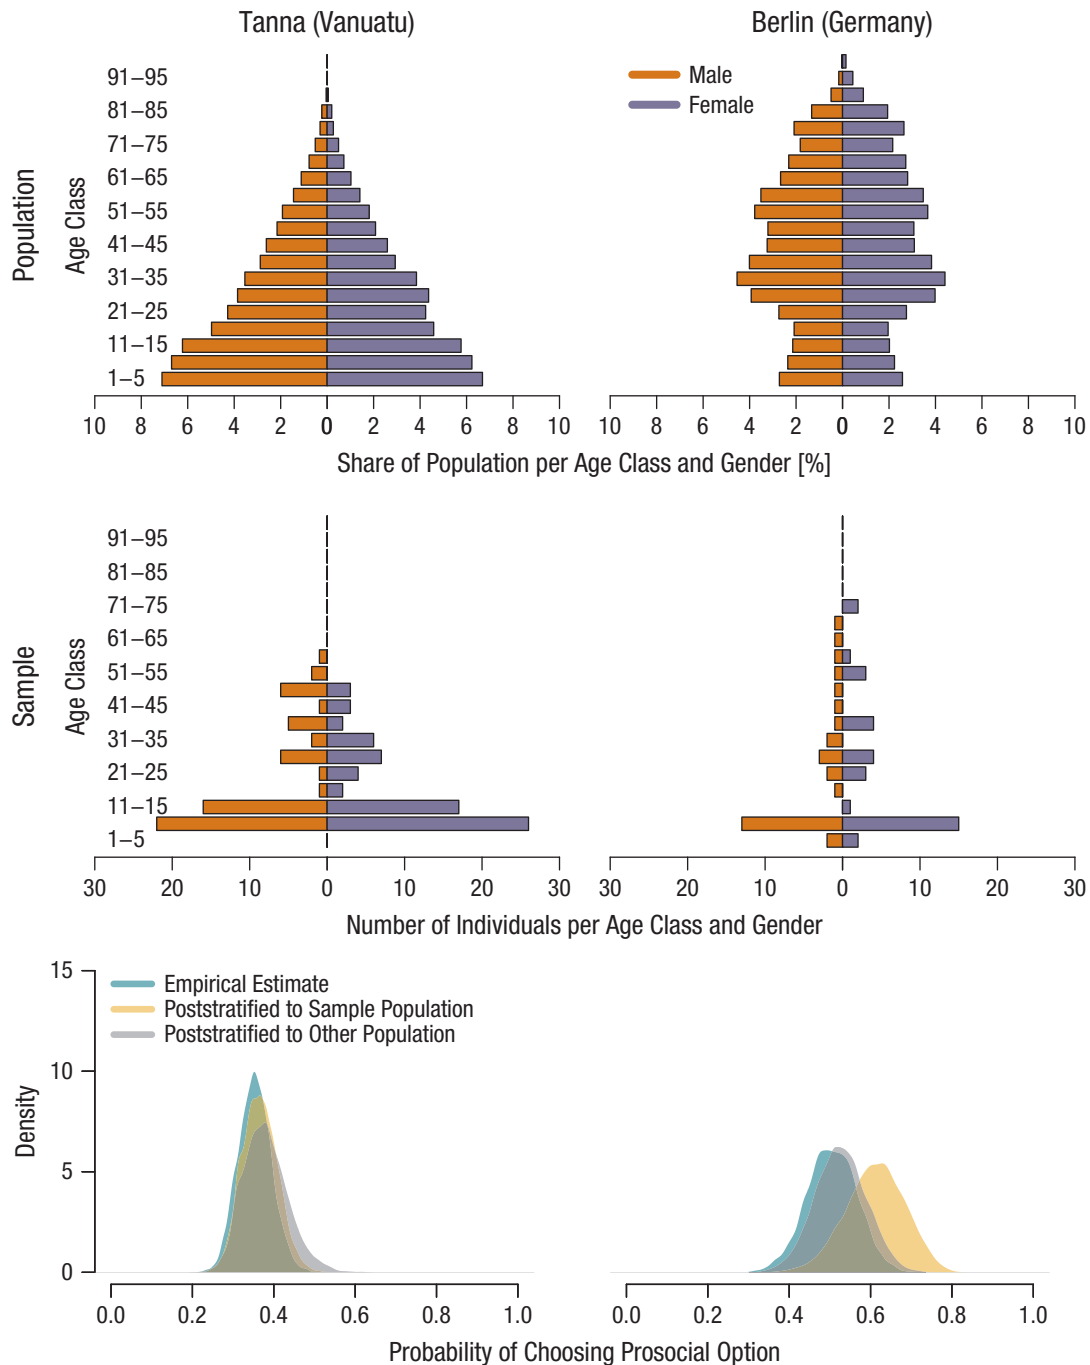 Tanna (Vanuatu)
Berlin (Germany)
Male
Female
Population
Age Class
91–95
81–85
71–75
61–65
51–55
41–45
31–35
21–25
11–15
1–5
10 8 6 4 2 0 0 2 4 6 8 10
10 8 6 4 2 0 0 2 4 6 8 10
Share of Population per Age Class and Gender [%]
Sample
Age Class
91–95
81–85
71–75
61–65
51–55
41–45
31–35
21–25
11–15
1–5
30 20 10 0 10 20 30
30 20 10 0 10 20 30
Number of Individuals per Age Class and Gender
Empirical Estimate
Poststratified to Sample Population
Poststratified to Other Population
Density
15
10
5
0
0.0 0.2 0.4 0.6 0.8 1.0
0.0 0.2 0.4 0.6 0.8 1.0
Probability of Choosing Prosocial Option